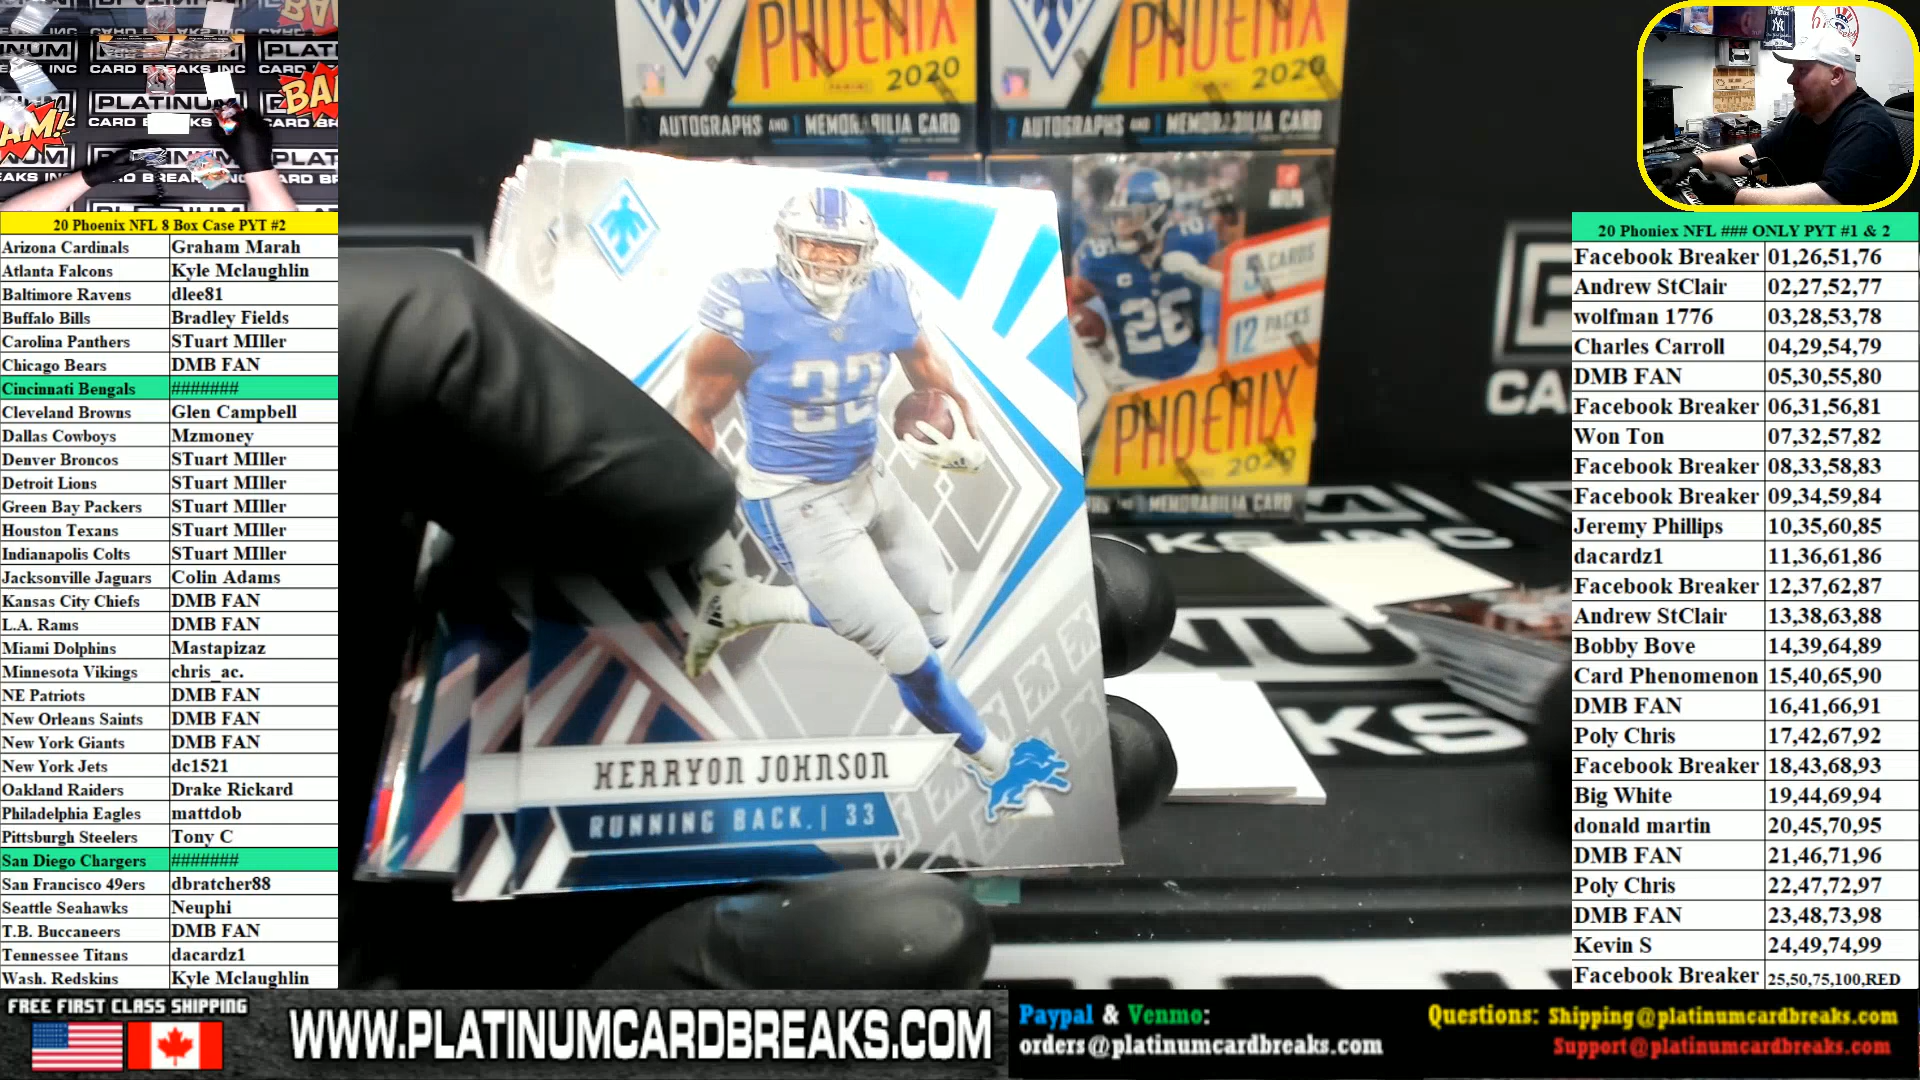 PHOENIX
2020
AUTOGRAPHS AND 1 MEMORABILIA CARD
PHOENIX
2020
2 AUTOGRAPHS AND 1 MEMORABILIA CARD
CARDS
12 PACKS
26
PHOENIX
2020
MEMORABILIA CARD
33
KERRYON JOHNSON
RUNNING BACK | 33
PLATINUM
CARD BREAKS INC
BAM!
20 Phoenix NFL 8 Box Case PYT #2
Arizona Cardinals Graham Marah
Atlanta Falcons Kyle Mclaughlin
Baltimore Ravens dlee81
Buffalo Bills Bradley Fields
Carolina Panthers STuart MIller
Chicago Bears DMB FAN
Cincinnati Bengals #######
Cleveland Browns Glen Campbell
Dallas Cowboys Mzmoney
Denver Broncos STuart MIller
Detroit Lions STuart MIller
Green Bay Packers STuart MIller
Houston Texans STuart MIller
Indianapolis Colts STuart MIller
Jacksonville Jaguars Colin Adams
Kansas City Chiefs DMB FAN
L.A. Rams DMB FAN
Miami Dolphins Mastapizaz
Minnesota Vikings chris_ac.
NE Patriots DMB FAN
New Orleans Saints DMB FAN
New York Giants DMB FAN
New York Jets dc1521
Oakland Raiders Drake Rickard
Philadelphia Eagles mattdob
Pittsburgh Steelers Tony C
San Diego Chargers #######
San Francisco 49ers dbratcher88
Seattle Seahawks Neuphi
T.B. Buccaneers DMB FAN
Tennessee Titans dacardz1
Wash. Redskins Kyle Mclaughlin
20 Phoniex NFL ### ONLY PYT #1 & 2
Facebook Breaker 01,26,51,76
Andrew StClair 02,27,52,77
wolfman 1776 03,28,53,78
Charles Carroll 04,29,54,79
DMB FAN 05,30,55,80
Facebook Breaker 06,31,56,81
Won Ton 07,32,57,82
Facebook Breaker 08,33,58,83
Facebook Breaker 09,34,59,84
Jeremy Phillips 10,35,60,85
dacardz1 11,36,61,86
Facebook Breaker 12,37,62,87
Andrew StClair 13,38,63,88
Bobby Bove 14,39,64,89
Card Phenomenon 15,40,65,90
DMB FAN 16,41,66,91
Poly Chris 17,42,67,92
Facebook Breaker 18,43,68,93
Big White 19,44,69,94
donald martin 20,45,70,95
DMB FAN 21,46,71,96
Poly Chris 22,47,72,97
DMB FAN 23,48,73,98
Kevin S 24,49,74,99
Facebook Breaker 25,50,75,100,RED
FREE FIRST CLASS SHIPPING
WWW.PLATINUMCARDBREAKS.COM
Paypal & Venmo:
orders@platinumcardbreaks.com
Questions: Shipping@platinumcardbreaks.com
Support@platinumcardbreaks.com